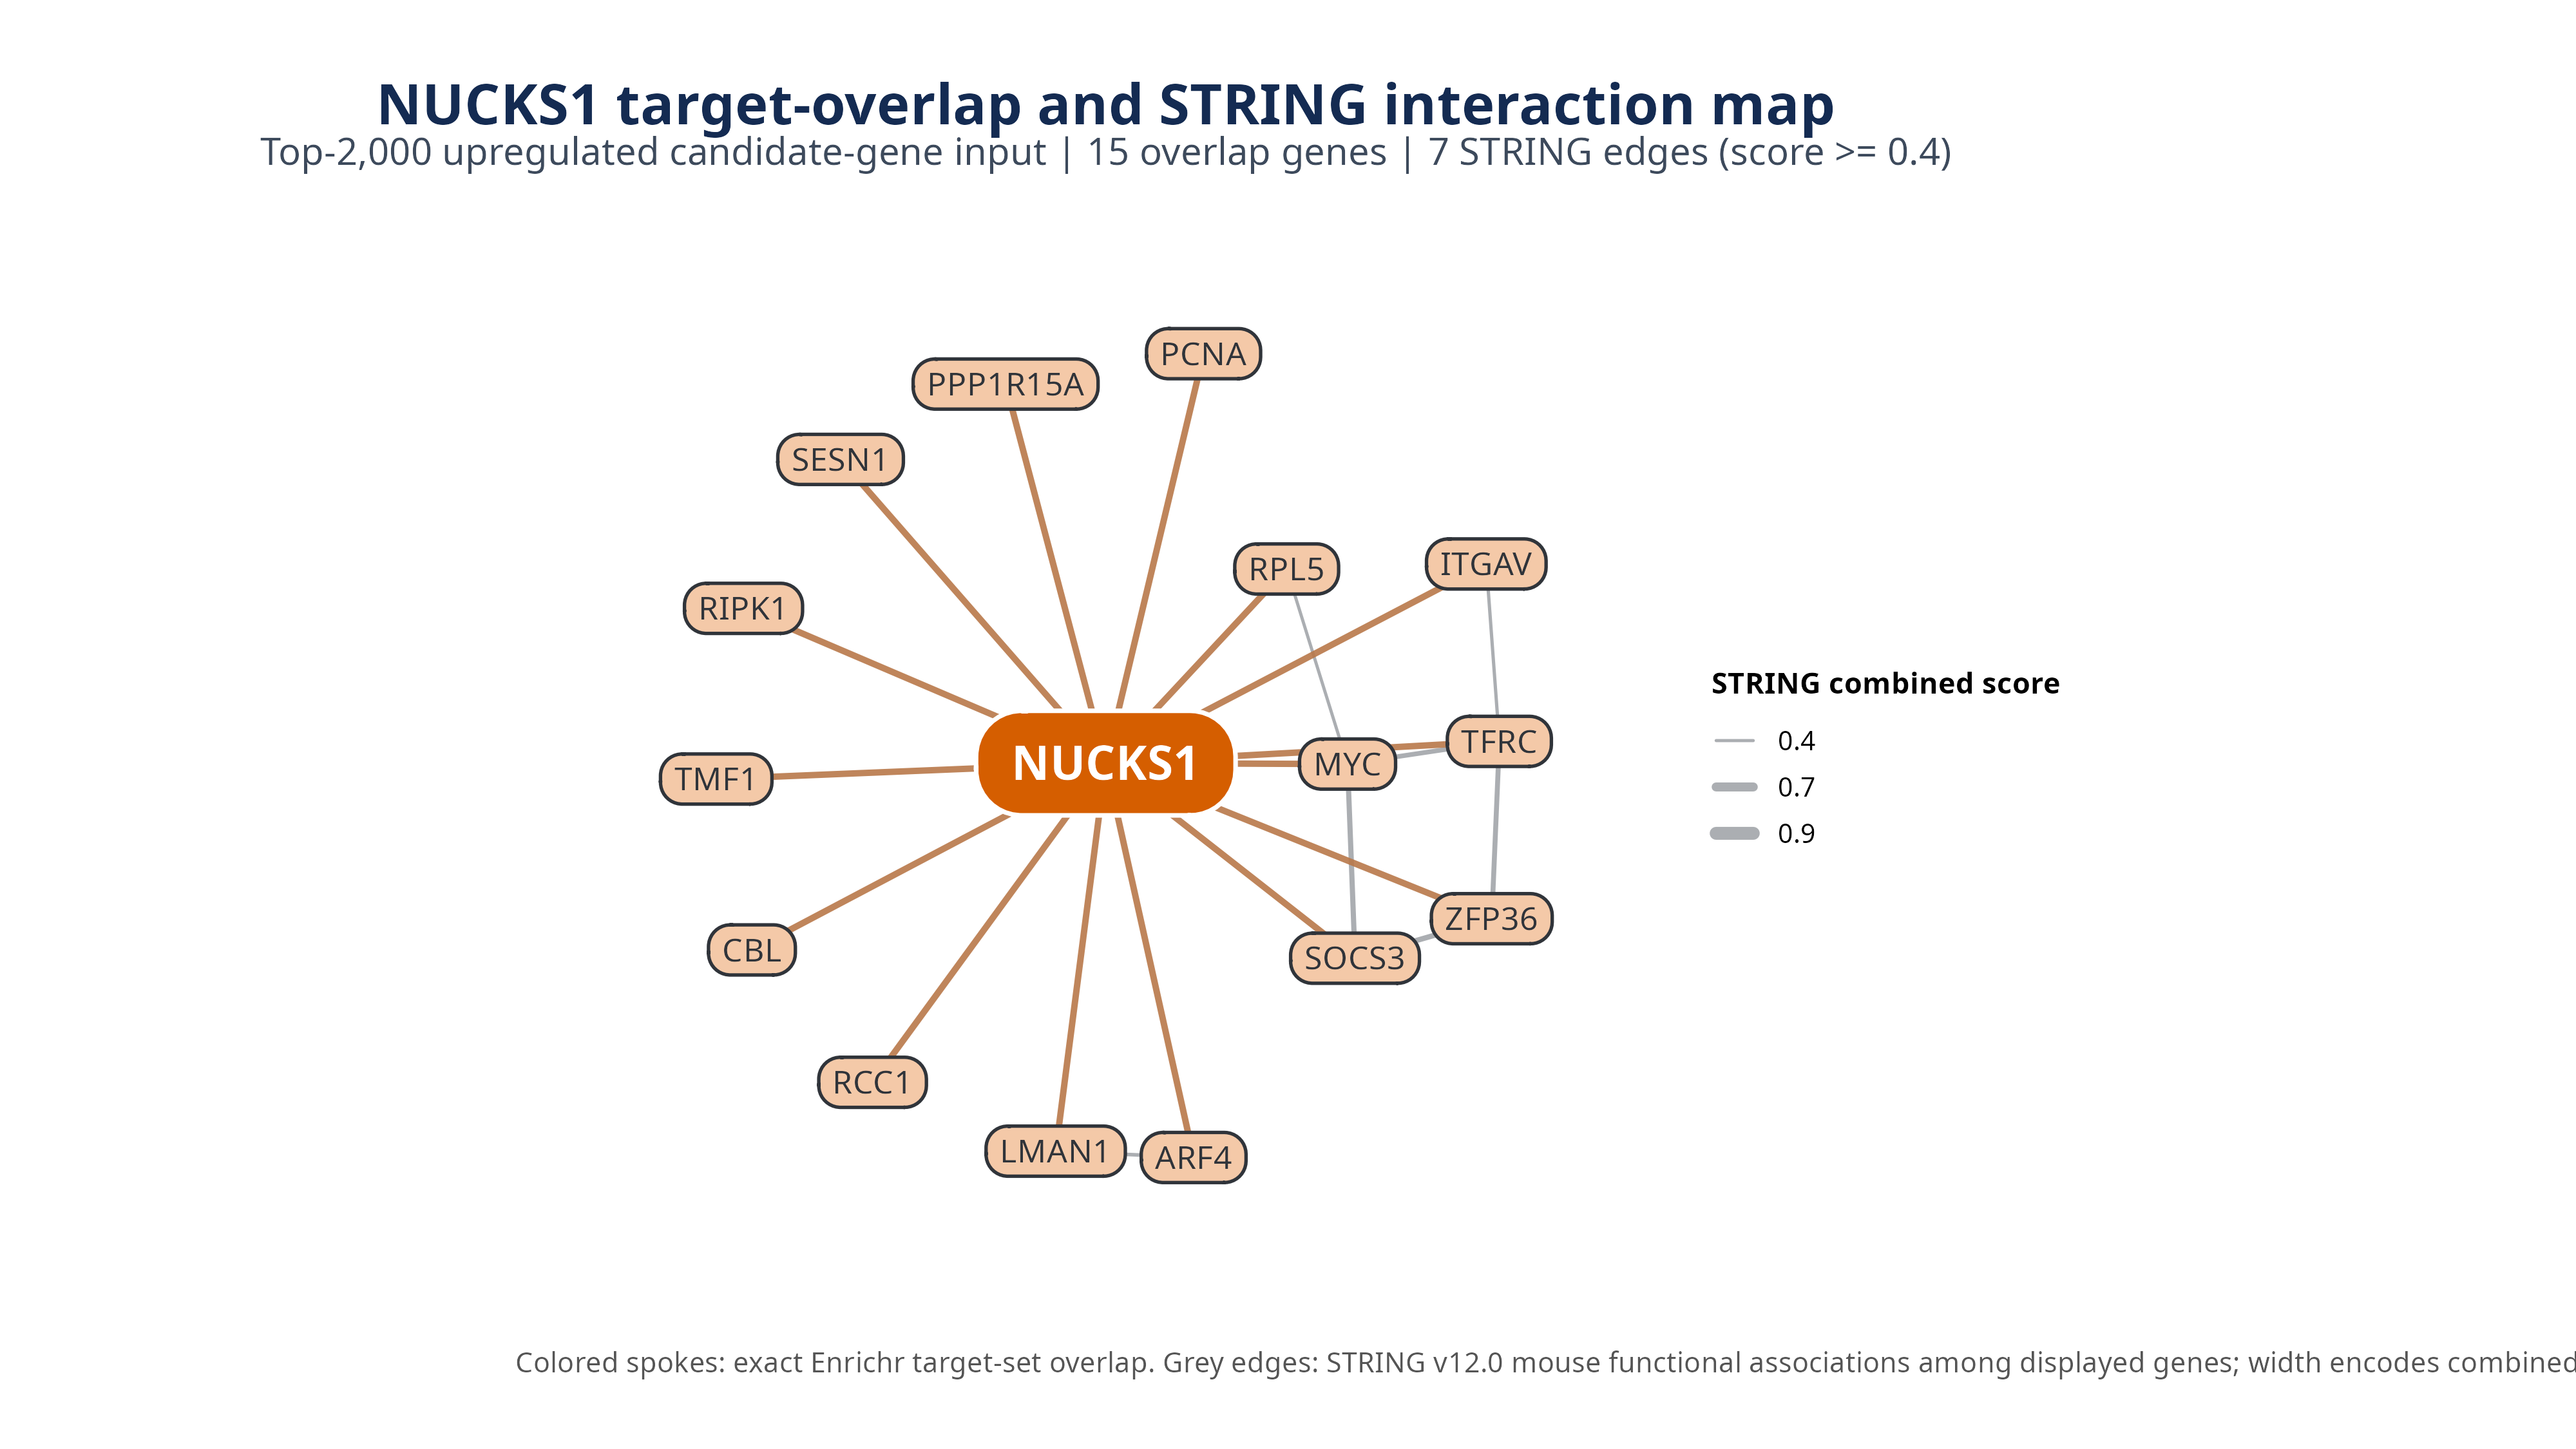 NUCKS1 target-overlap and STRING interaction map
Top-2,000 upregulated candidate-gene input | 15 overlap genes | 7 STRING edges (score >= 0.4)
PCNA
PPP1R15A
SESN1
RPL5
ITGAV
RIPK1
STRING combined score
0.4
0.7
0.9
NUCKS1
MYC
TFRC
TMF1
ZFP36
CBL
SOCS3
RCC1
LMAN1
ARF4
Colored spokes: exact Enrichr target-set overlap. Grey edges: STRING v12.0 mouse functional associations among displayed genes; width encodes combined